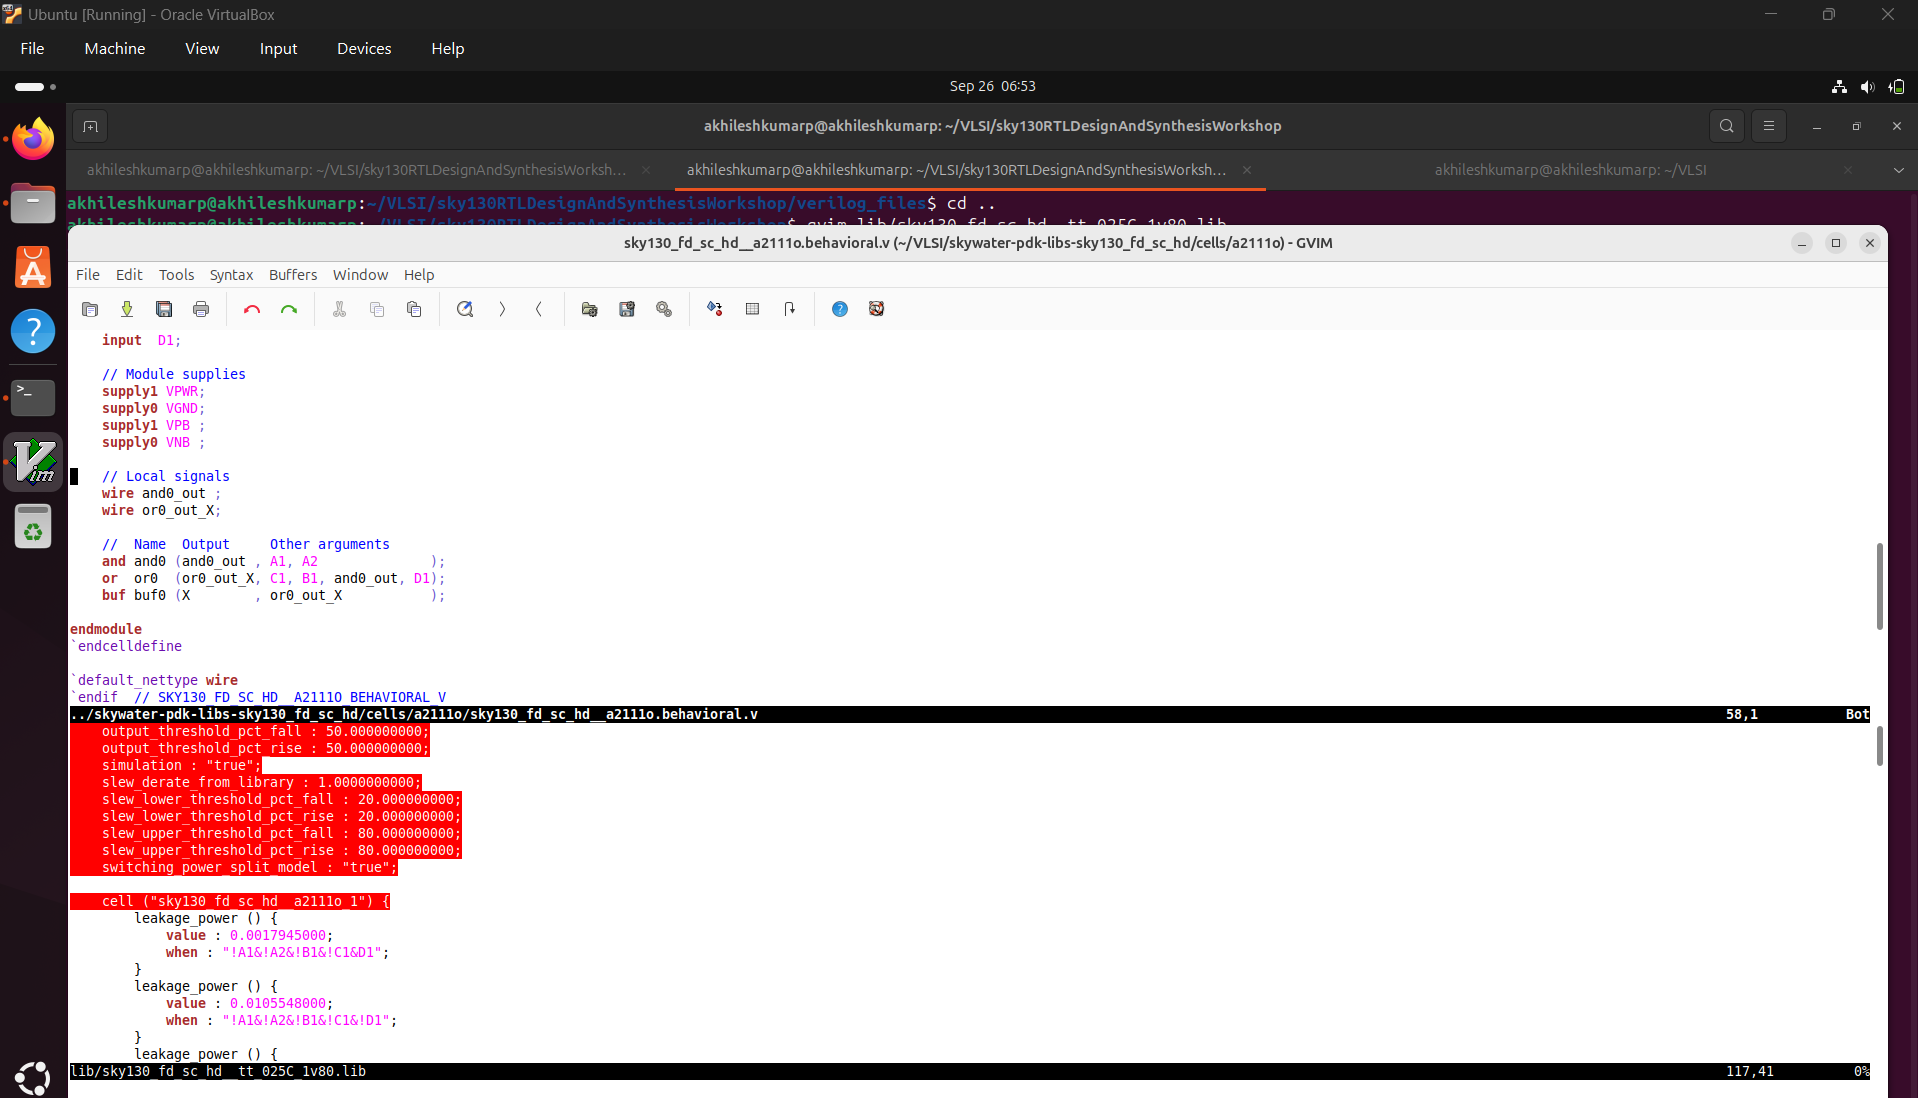 Ubuntu [Running] - Oracle VirtualBox
File Machine View Input Devices Help
Sep 26 06:53
akhileshkumarp@akhileshkumarp: ~/VLSI/sky130RTLDesignAndSynthesisWorkshop
akhileshkumarp@akhileshkumarp: ~/VLSI/sky130RTLDesignAndSynthesisWorksh... akhileshkumarp@akhileshkumarp: ~/VLSI/sky130RTLDesignAndSynthesisWorksh... akhileshkumarp@akhileshkumarp: ~/VLSI
akhileshkumarp@akhileshkumarp:~/VLSI/sky130RTLDesignAndSynthesisWorkshop/verilog_files$ cd ..
akhileshkumarp@akhileshkumarp:~/VLSI/sky130RTLDesignAndSynthesisWorkshop$ gvim lib/sky130_fd_sc_hd__tt_025C_1v80.lib
sky130_fd_sc_hd__a2111o.behavioral.v (~/VLSI/skywater-pdk-libs-sky130_fd_sc_hd/cells/a2111o) - GVIM
File Edit Tools Syntax Buffers Window Help
input D1;
// Module supplies
supply1 VPWR;
supply0 VGND;
supply1 VPB ;
supply0 VNB ;
// Local signals
wire and0_out ;
wire or0_out_X;
// Name Output Other arguments
and and0 (and0_out , A1, A2 );
or or0 (or0_out_X, C1, B1, and0_out, D1);
buf buf0 (X , or0_out_X );
endmodule
`endcelldefine
`default_nettype wire
`endif // SKY130_FD_SC_HD__A2111O_BEHAVIORAL_V
../skywater-pdk-libs-sky130_fd_sc_hd/cells/a2111o/sky130_fd_sc_hd__a2111o.behavioral.v 58,1 Bot
output_threshold_pct_fall : 50.000000000;
output_threshold_pct_rise : 50.000000000;
simulation : "true";
slew_derate_from_library : 1.0000000000;
slew_lower_threshold_pct_fall : 20.000000000;
slew_lower_threshold_pct_rise : 20.000000000;
slew_upper_threshold_pct_fall : 80.000000000;
slew_upper_threshold_pct_rise : 80.000000000;
switching_power_split_model : "true";
cell ("sky130_fd_sc_hd__a2111o_1") {
leakage_power () {
value : 0.0017945000;
when : "!A1&!A2&!B1&!C1&D1";
}
leakage_power () {
value : 0.0105548000;
when : "!A1&!A2&!B1&!C1&!D1";
}
leakage_power () {
lib/sky130_fd_sc_hd__tt_025C_1v80.lib 117,41 0%